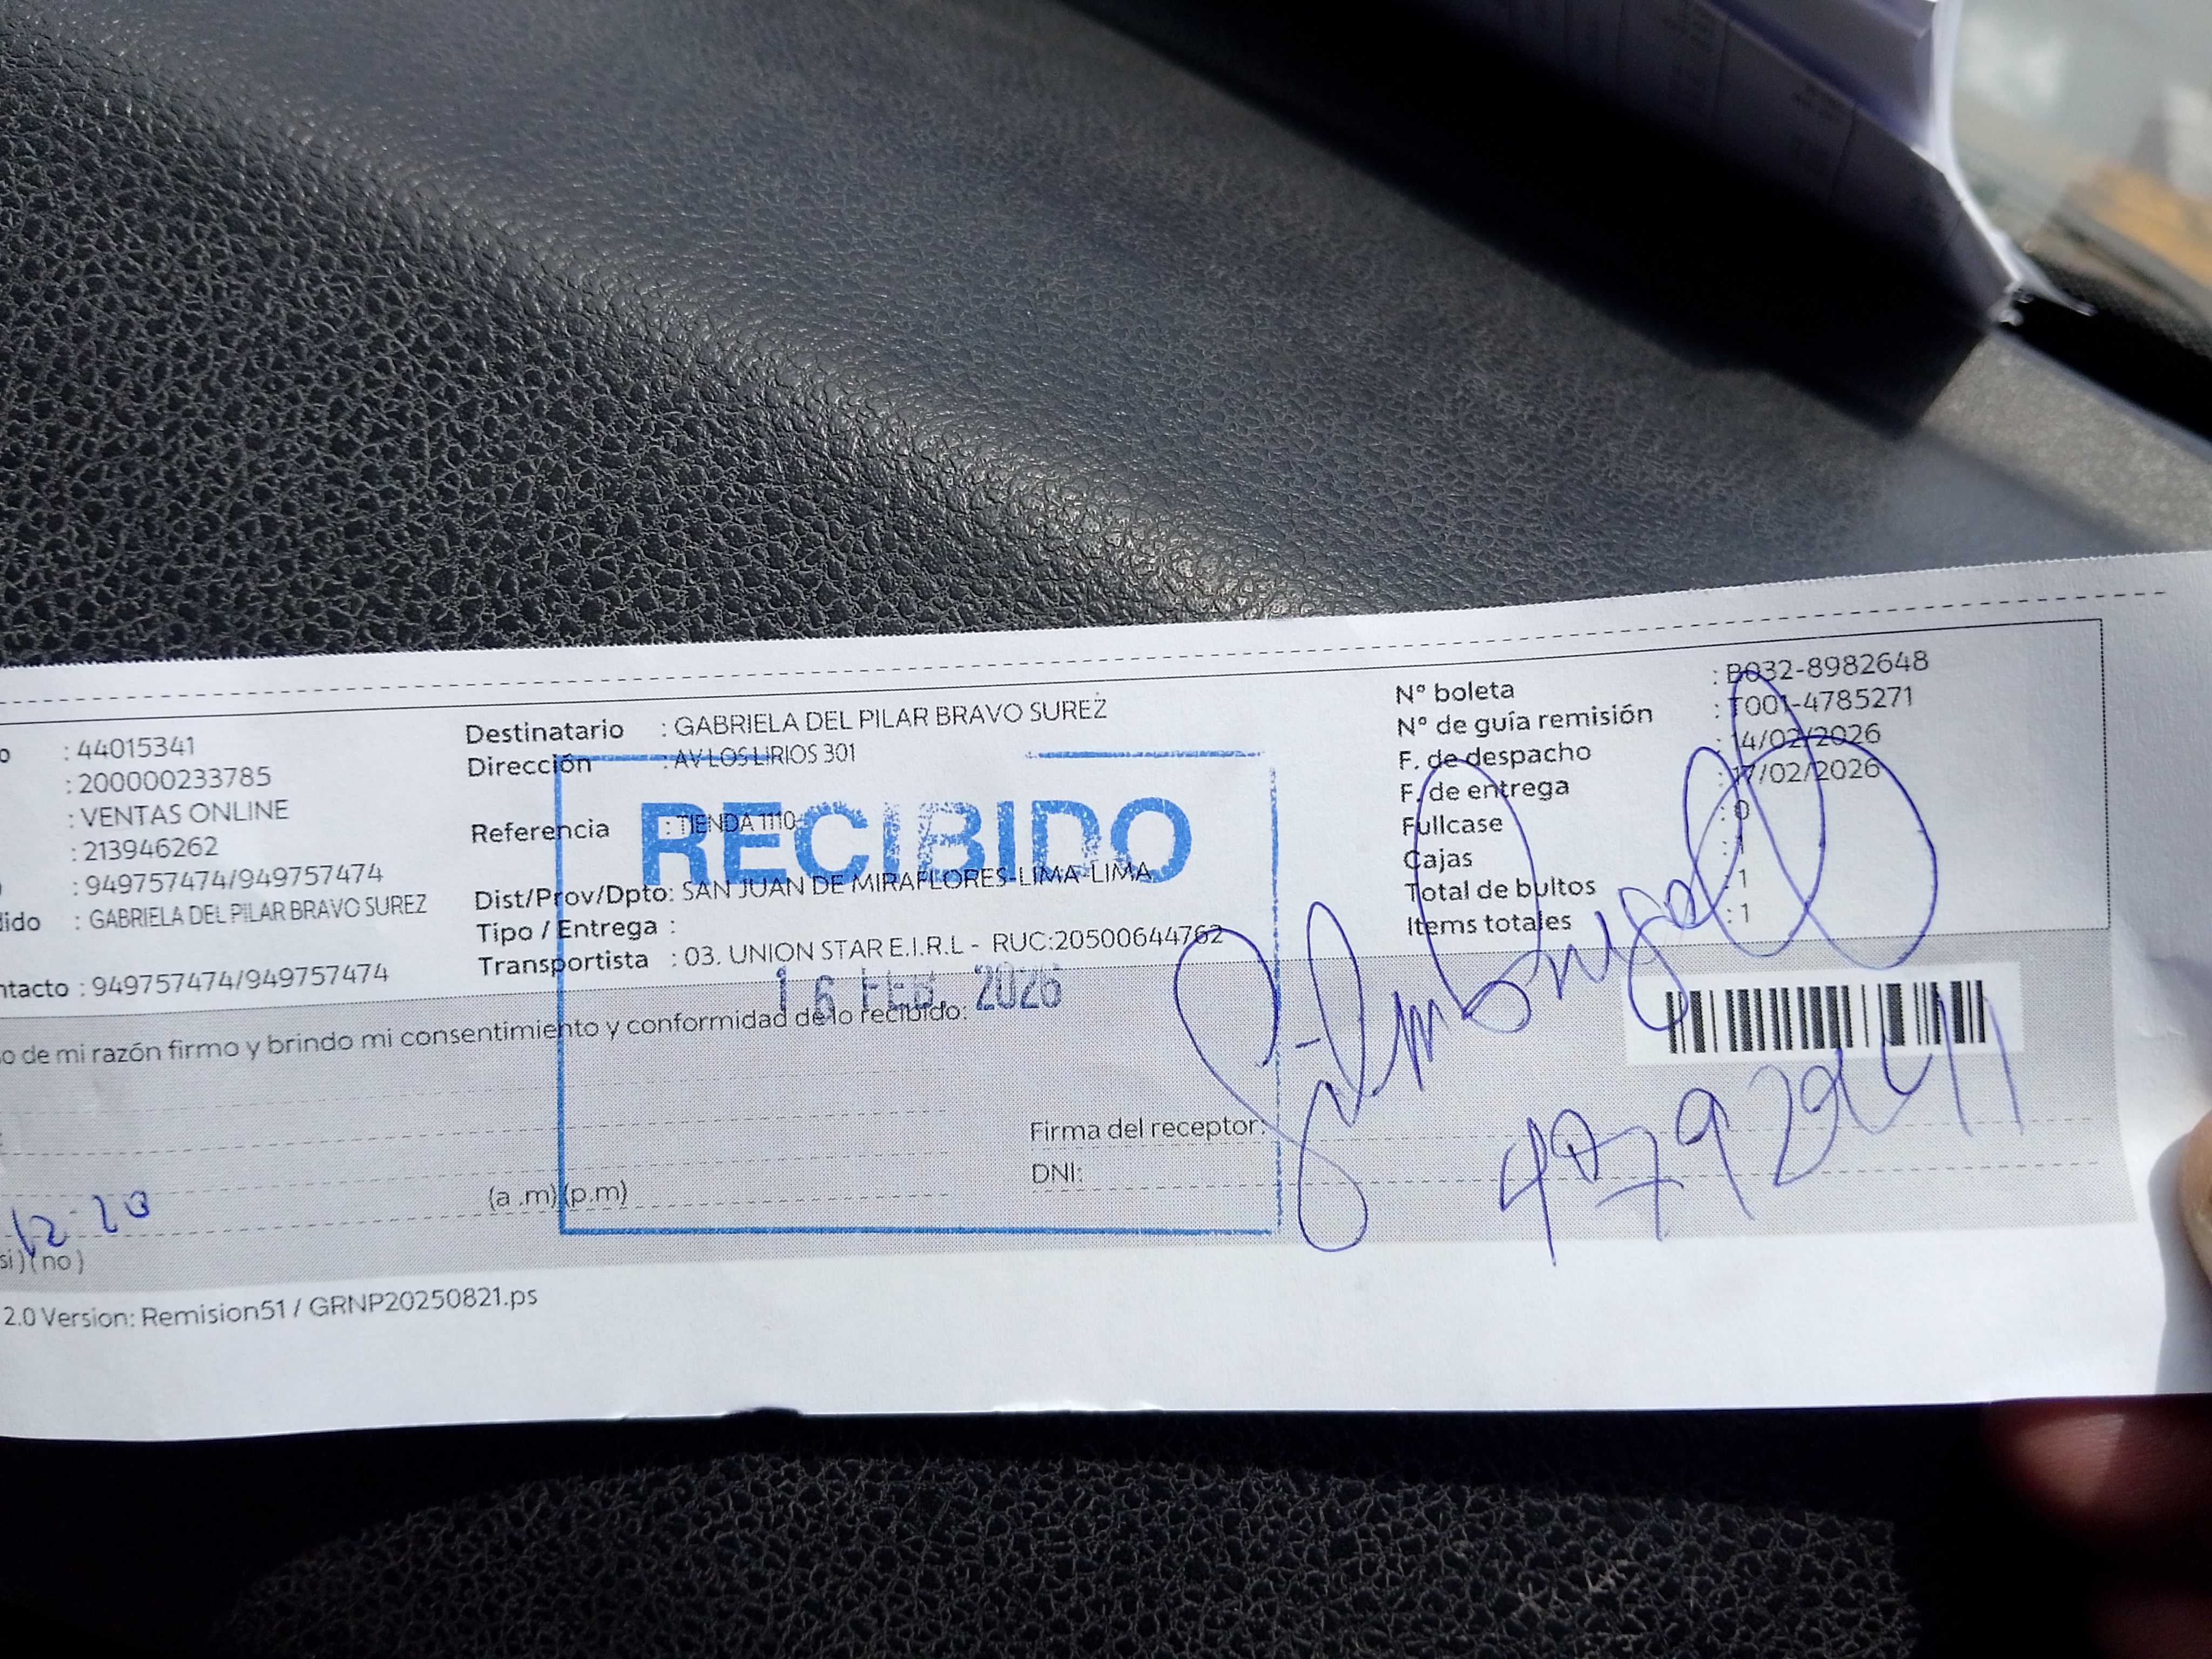 o : 44015341
: 200000233785
: VENTAS ONLINE
: 213946262
) : 949757474/949757474
dido : GABRIELA DEL PILAR BRAVO SUREZ
ntacto : 949757474/949757474
Destinatario : GABRIELA DEL PILAR BRAVO SUREZ
Dirección : AV LOS LIRIOS 301
Referencia : TIENDA 1110
Dist/Prov/Dpto: SAN JUAN DE MIRAFLORES-LIMA-LIMA
Tipo / Entrega :
Transportista : 03. UNION STAR E.I.R.L - RUC:20500644762
N° boleta : B032-8982648
N° de guía remisión : T001-4785271
F. de despacho : 14/02/2026
F. de entrega : 17/02/2026
Fullcase : 0
Cajas : 1
Total de bultos : 1
Items totales : 1
RECIBIDO
16 FEB. 2026
o de mi razón firmo y brindo mi consentimiento y conformidad de lo recibido:
Firma del receptor:
DNI:
12:20
(a .m) (p.m)
si) (no)
2.0 Version: Remision51 / GRNP20250821.ps